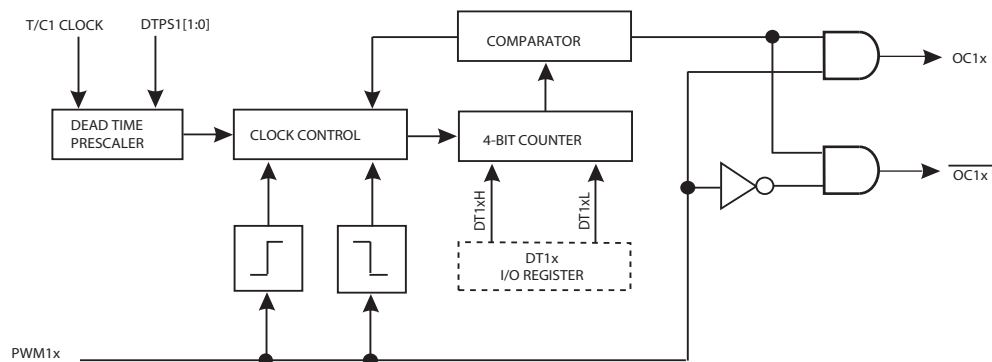 T/C1 CLOCK
DTPS1[1:0]
COMPARATOR
OC1x
DEAD TIME
PRESCALER
CLOCK CONTROL
4-BIT COUNTER
OC1x
DT1xH
DT1xL
DT1x
I/O REGISTER
PWM1x